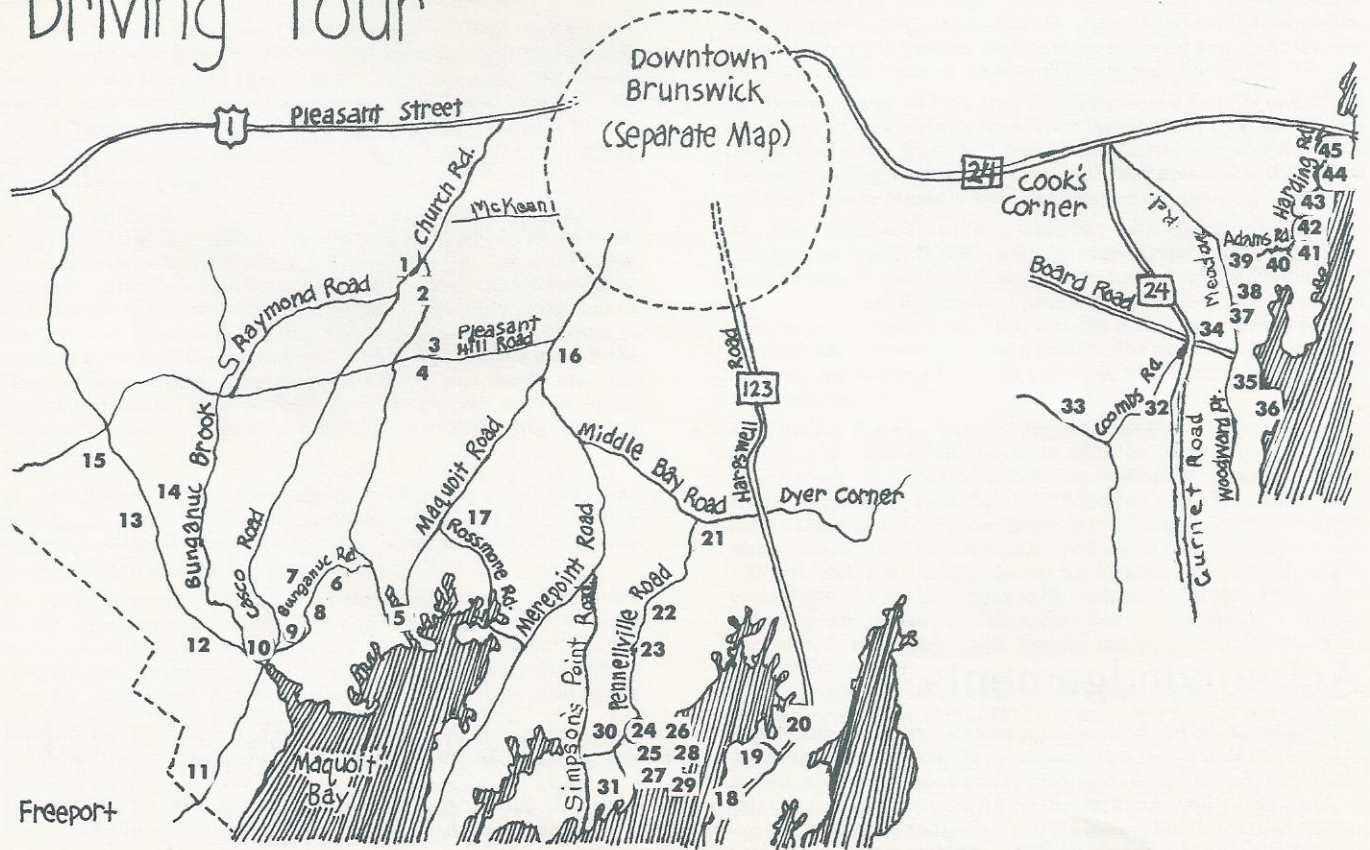 Driving Tour
Downtown
Brunswick
(Separate Map)
1
Pleasant Street
24
Cook's
Corner
Church Rd.
McKean
Raymond Road
1
2
3
Pleasant
Hill Road
4
16
Road
123
Harpswell
Board Road
24
Meadow
Rd.
Adams Rd
Harding Rd
45
44
43
42
41
40
39
38
37
34
35
36
33
Coombs Rd.
32
Gurnet Road
Woodward Pt.
15
14
13
Bunganuc Brook
Casco Road
Maquoit Road
17
Rossmore Rd.
Middle Bay Road
Dyer Corner
21
7
Bunganuc Rd
6
8
5
9
10
12
11
Merepoint Road
Simpson's Point Road
Pennellville Road
22
23
30
24
26
25
28
27
29
31
20
19
18
Maquoit
Bay
Freeport